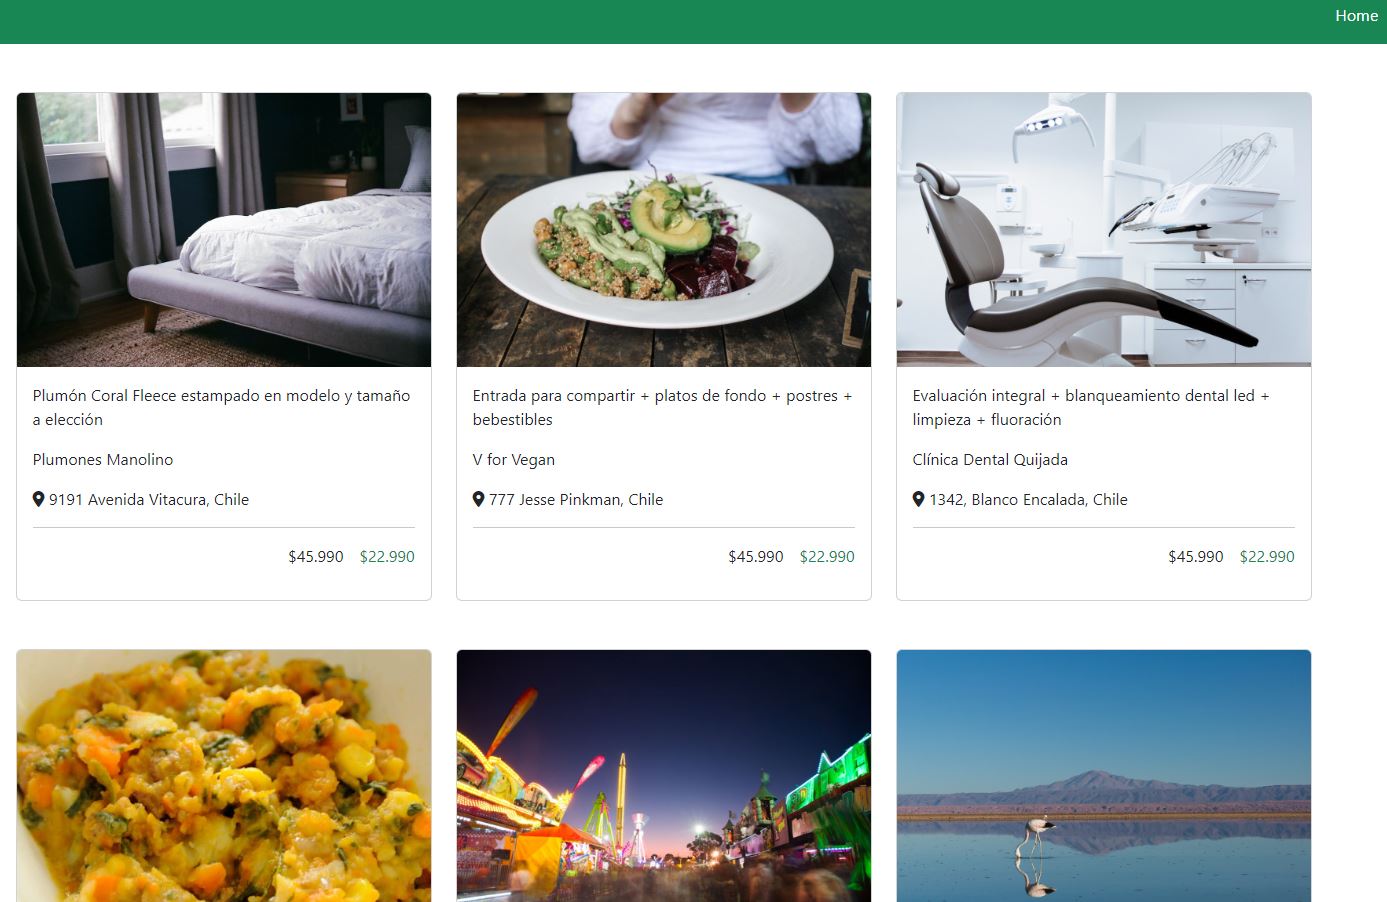 Home
Plumón Coral Fleece estampado en modelo y tamaño
a elección
Plumones Manolino
9191 Avenida Vitacura, Chile
$45.990 $22.990
Entrada para compartir + platos de fondo + postres +
bebestibles
V for Vegan
777 Jesse Pinkman, Chile
$45.990 $22.990
Evaluación integral + blanqueamiento dental led +
limpieza + fluoración
Clínica Dental Quijada
1342, Blanco Encalada, Chile
$45.990 $22.990